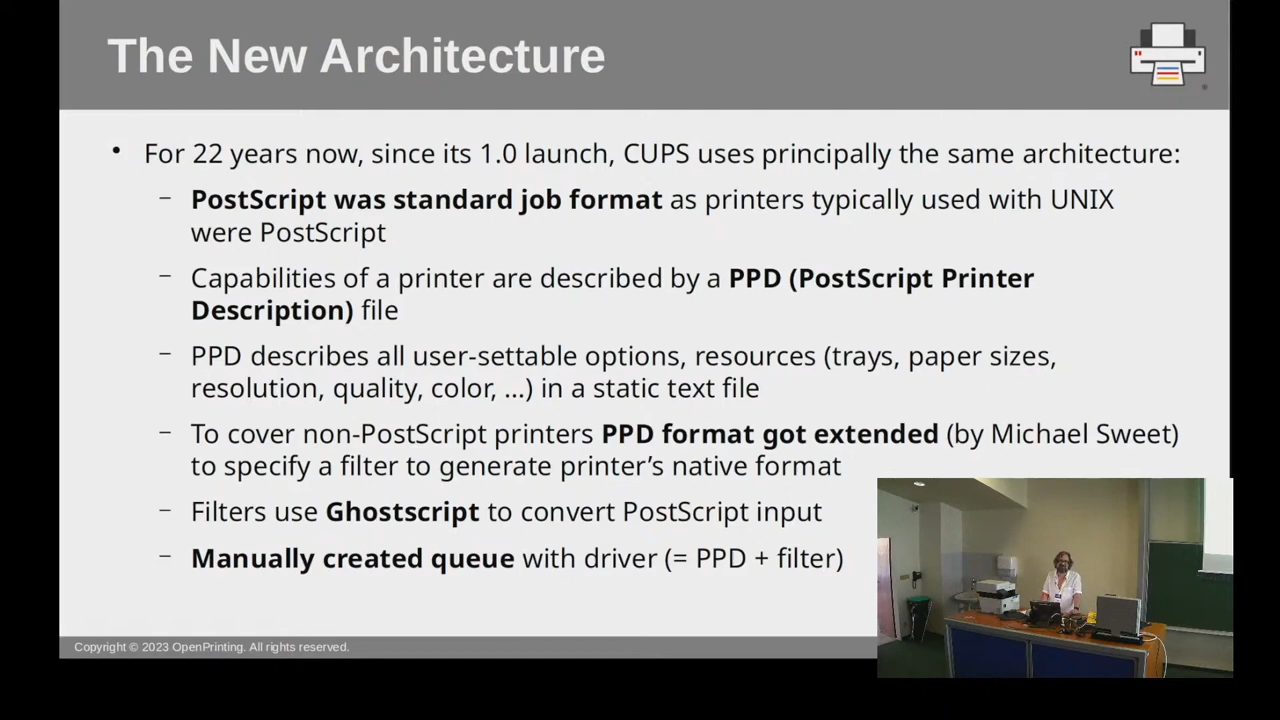 The New Architecture
• For 22 years now, since its 1.0 launch, CUPS uses principally the same architecture:
– PostScript was standard job format as printers typically used with UNIX
were PostScript
– Capabilities of a printer are described by a PPD (PostScript Printer
Description) file
– PPD describes all user-settable options, resources (trays, paper sizes,
resolution, quality, color, ...) in a static text file
– To cover non-PostScript printers PPD format got extended (by Michael Sweet)
to specify a filter to generate printer’s native format
– Filters use Ghostscript to convert PostScript input
– Manually created queue with driver (= PPD + filter)
Copyright © 2023 OpenPrinting. All rights reserved.